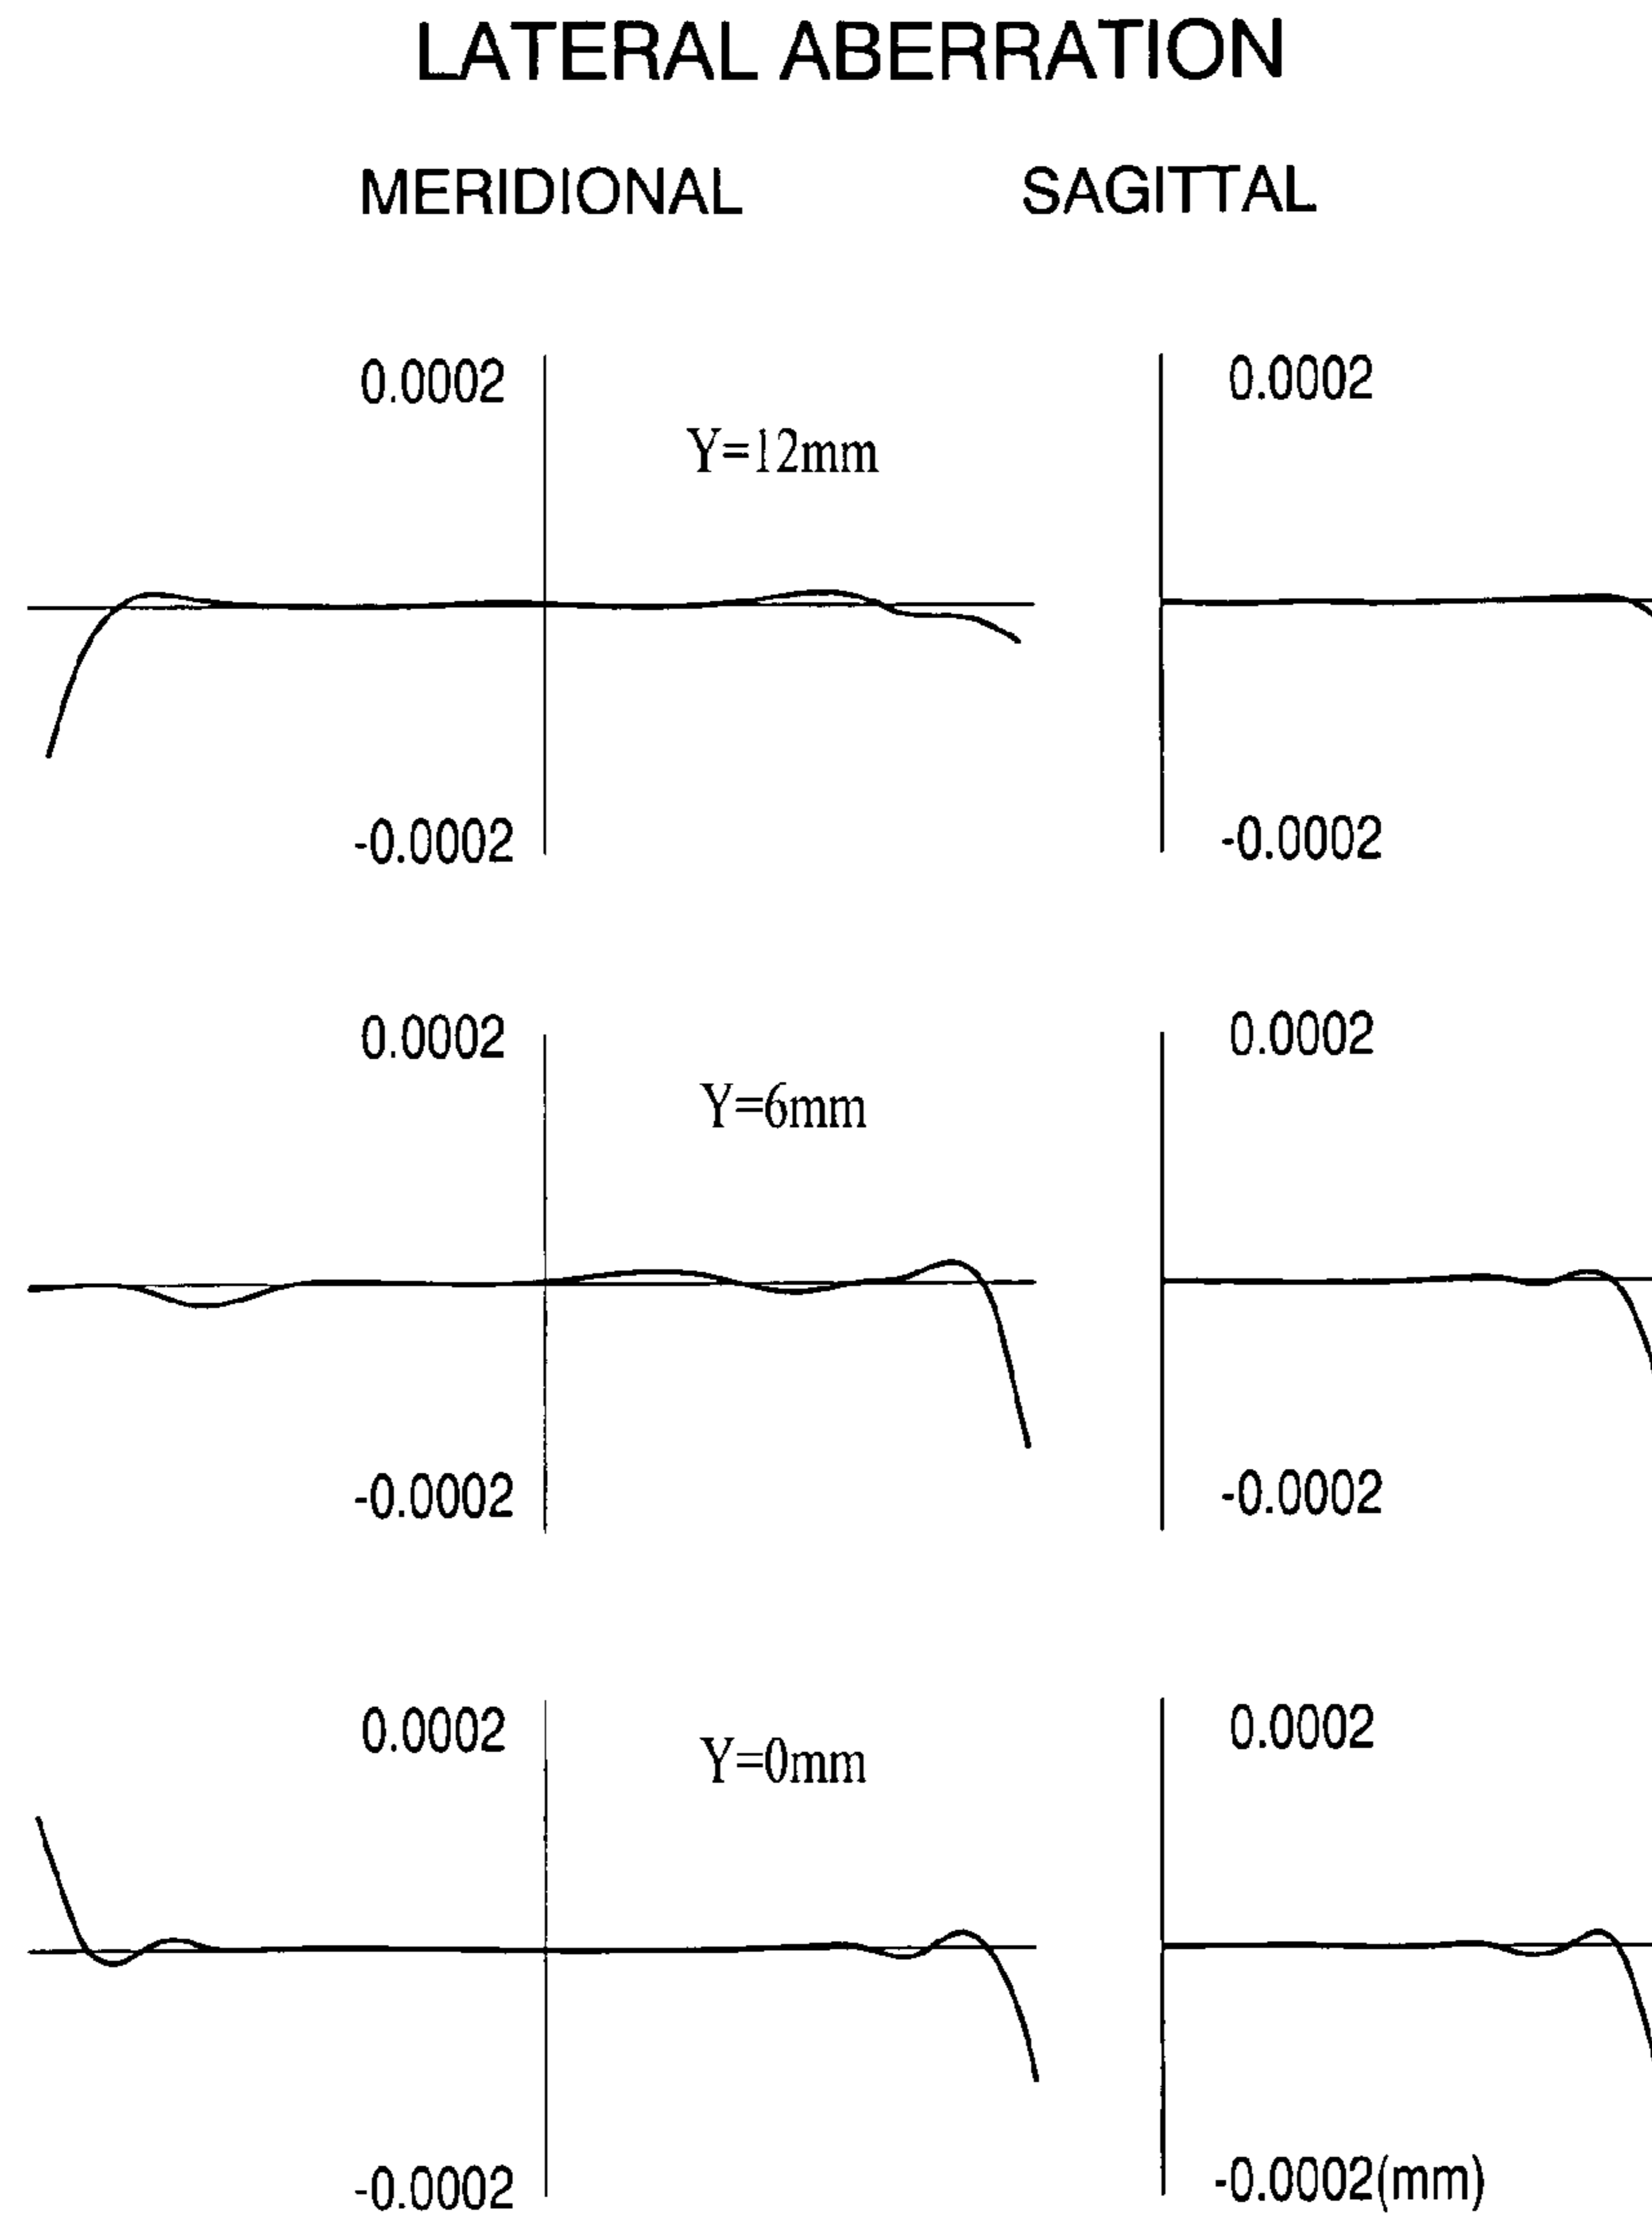 LATERAL ABERRATION
MERIDIONAL SAGITTAL
0.0002 0.0002
Y=12mm
-0.0002 -0.0002
0.0002 0.0002
Y=6mm
-0.0002 -0.0002
0.0002 0.0002
Y=0mm
-0.0002 -0.0002(mm)